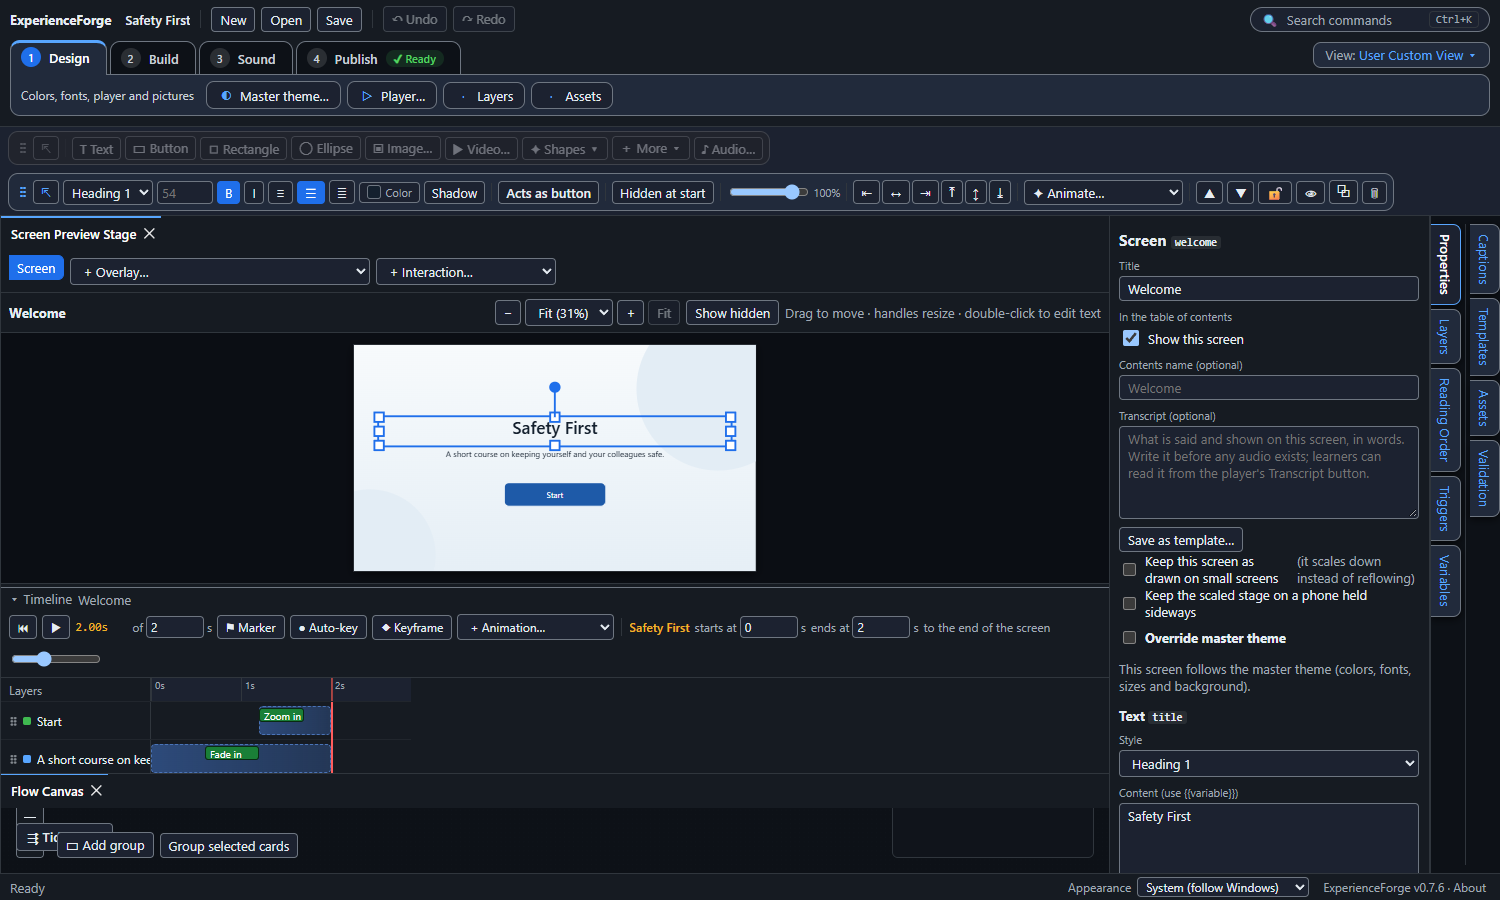 ExperienceForge Safety First New Open Save Undo Redo Search commands Ctrl+K
1 Design 2 Build 3 Sound 4 Publish ✓ Ready View: User Custom View
Colors, fonts, player and pictures Master theme... Player... Layers Assets
T Text Button Rectangle Ellipse Image... Video... Shapes + More Audio...
Heading 1 54 B I Color Shadow Acts as button Hidden at start 100% Animate...
Screen Preview Stage
Screen + Overlay... + Interaction...
Welcome − Fit (31%) + Fit Show hidden Drag to move · handles resize · double-click to edit text
Safety First
A short course on keeping yourself and your colleagues safe.
Start
Timeline Welcome
2.00s of 2 s Marker Auto-key Keyframe + Animation... Safety First starts at 0 s ends at 2 s to the end of the screen
Layers 0s 1s 2s
Start Zoom in
A short course on kee Fade in
Flow Canvas
Add group Group selected cards
Screen welcome
Title
Welcome
In the table of contents
Show this screen
Contents name (optional)
Welcome
Transcript (optional)
What is said and shown on this screen, in words.
Write it before any audio exists; learners can
read it from the player's Transcript button.
Save as template...
Keep this screen as drawn on small screens (it scales down instead of reflowing)
Keep the scaled stage on a phone held
sideways
Override master theme
This screen follows the master theme (colors, fonts,
sizes and background).
Text title
Style
Heading 1
Content (use {{variable}})
Safety First
Properties
Layers
Reading Order
Triggers
Variables
Captions
Templates
Assets
Validation
Ready Appearance System (follow Windows) ExperienceForge v0.7.6 · About